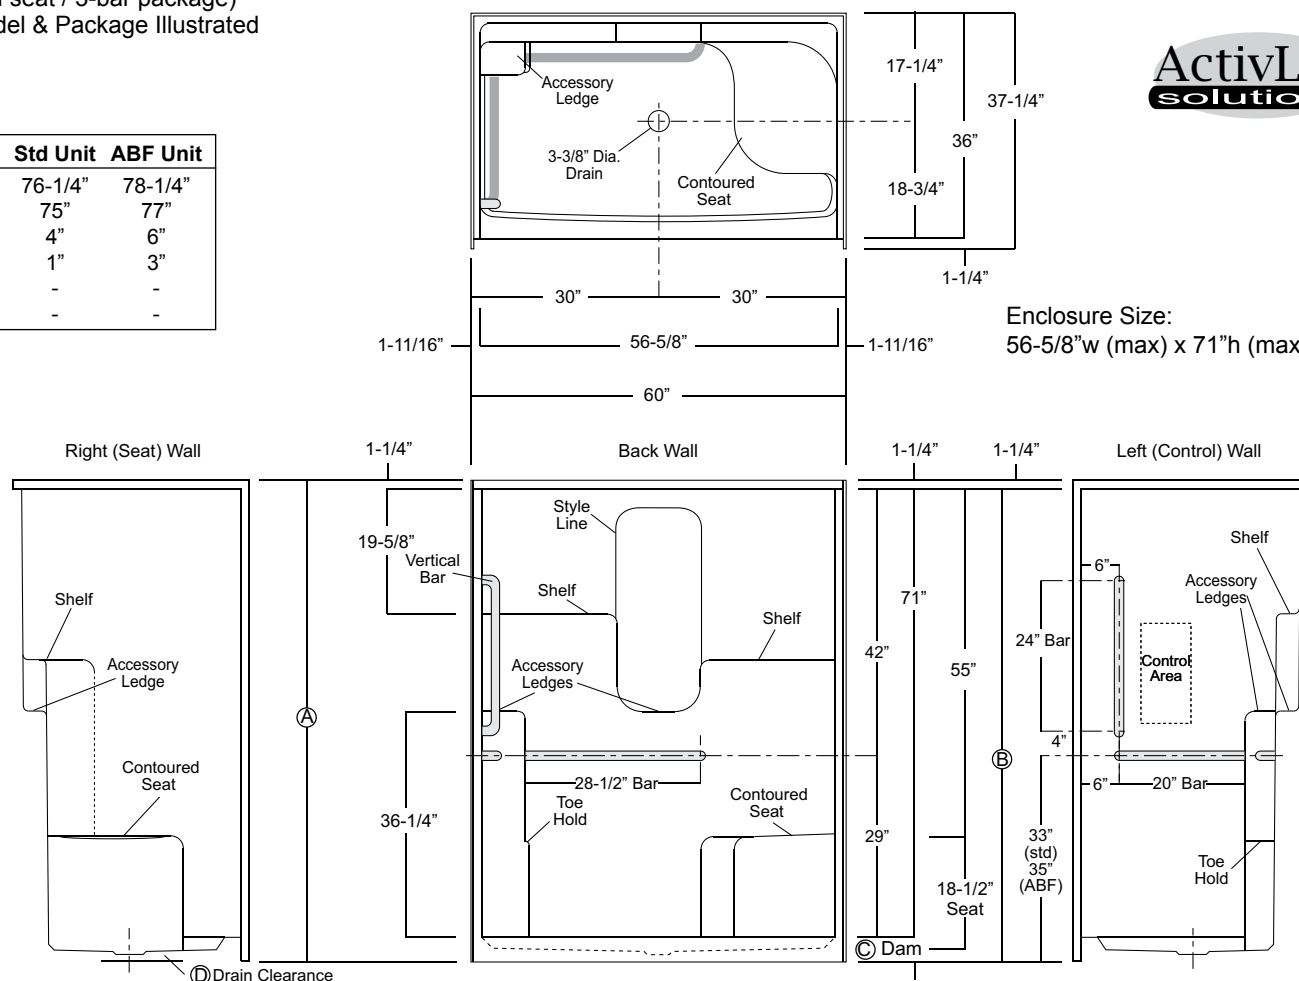 seat / 3-bar package)
del & Package Illustrated
ActivL
solutio
Std Unit ABF Unit
76-1/4” 78-1/4”
75” 77”
4” 6”
1” 3”
- -
- -
Accessory
Ledge
3-3/8” Dia.
Drain
Contoured
Seat
17-1/4”
37-1/4”
36”
18-3/4”
1-1/4”
30” 30”
1-11/16” 56-5/8” 1-11/16”
60”
Enclosure Size:
56-5/8”w (max) x 71”h (max
Right (Seat) Wall
1-1/4”
Back Wall
1-1/4”
1-1/4”
Left (Control) Wall
Shelf
Accessory
Ledge
Contoured
Seat
D Drain Clearance
A
19-5/8”
Vertical
Bar
36-1/4”
Style
Line
Shelf
Shelf
Accessory
Ledges
28-1/2” Bar
Toe
Hold
Contoured
Seat
71”
42”
55”
29”
18-1/2”
Seat
C Dam
B
6”
24” Bar
4”
6”
20” Bar
33”
(std)
35”
(ABF)
Control
Area
Shelf
Accessory
Ledges
Toe
Hold